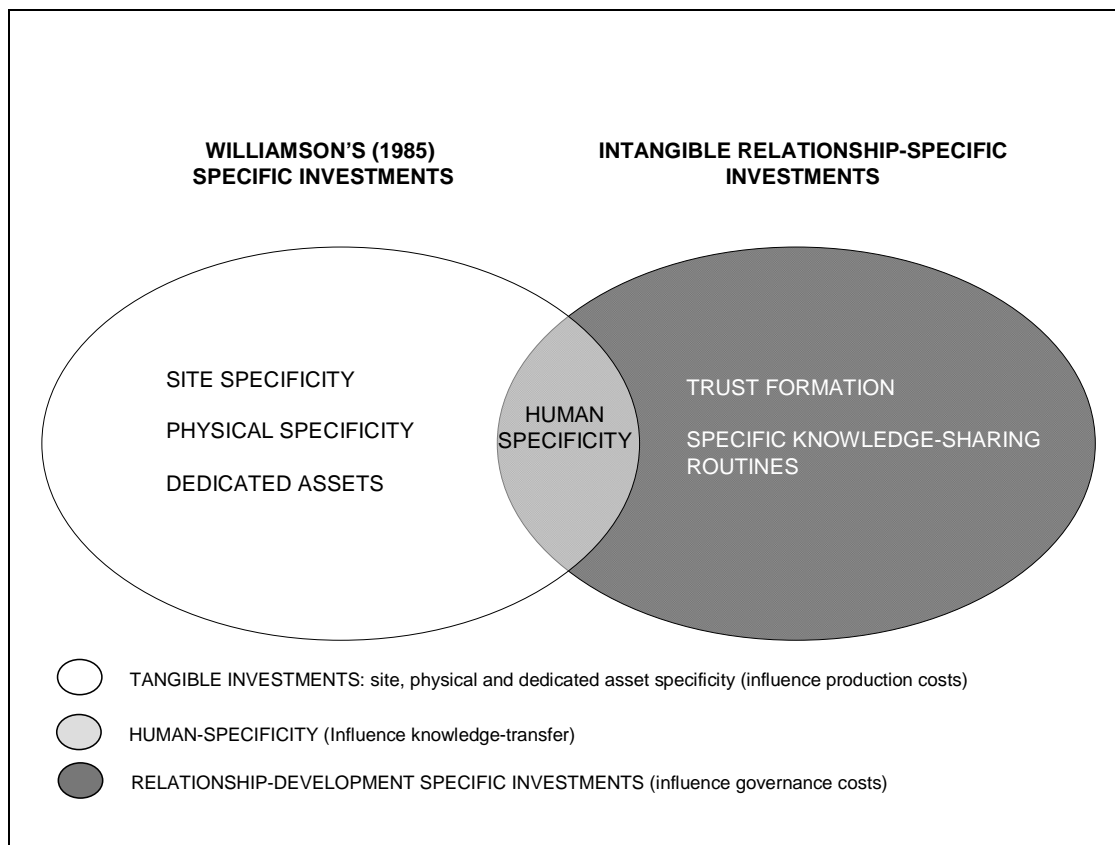 WILLIAMSON'S (1985)
SPECIFIC INVESTMENTS
INTANGIBLE RELATIONSHIP-SPECIFIC
INVESTMENTS
SITE SPECIFICITY
PHYSICAL SPECIFICITY
DEDICATED ASSETS
HUMAN
SPECIFICITY
TRUST FORMATION
SPECIFIC KNOWLEDGE-SHARING
ROUTINES
TANGIBLE INVESTMENTS: site, physical and dedicated asset specificity (influence production costs)
HUMAN-SPECIFICITY (Influence knowledge-transfer)
RELATIONSHIP-DEVELOPMENT SPECIFIC INVESTMENTS (influence governance costs)